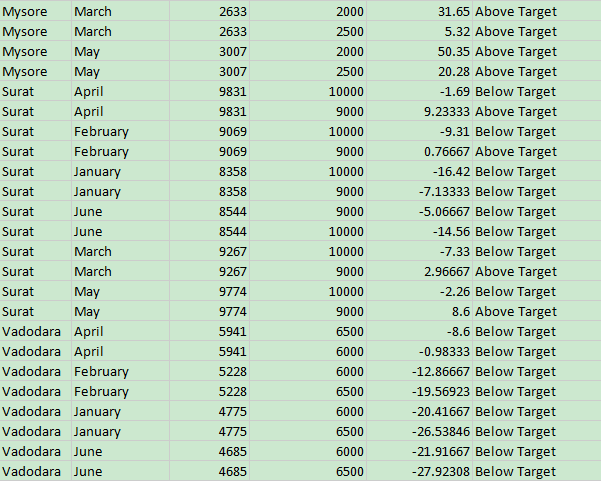 Mysore March 2633 2000 31.65 Above Target
Mysore March 2633 2500 5.32 Above Target
Mysore May 3007 2000 50.35 Above Target
Mysore May 3007 2500 20.28 Above Target
Surat April 9831 10000 -1.69 Below Target
Surat April 9831 9000 9.23333 Above Target
Surat February 9069 10000 -9.31 Below Target
Surat February 9069 9000 0.76667 Above Target
Surat January 8358 10000 -16.42 Below Target
Surat January 8358 9000 -7.13333 Below Target
Surat June 8544 9000 -5.06667 Below Target
Surat June 8544 10000 -14.56 Below Target
Surat March 9267 10000 -7.33 Below Target
Surat March 9267 9000 2.96667 Above Target
Surat May 9774 10000 -2.26 Below Target
Surat May 9774 9000 8.6 Above Target
Vadodara April 5941 6500 -8.6 Below Target
Vadodara April 5941 6000 -0.98333 Below Target
Vadodara February 5228 6000 -12.86667 Below Target
Vadodara February 5228 6500 -19.56923 Below Target
Vadodara January 4775 6000 -20.41667 Below Target
Vadodara January 4775 6500 -26.53846 Below Target
Vadodara June 4685 6000 -21.91667 Below Target
Vadodara June 4685 6500 -27.92308 Below Target